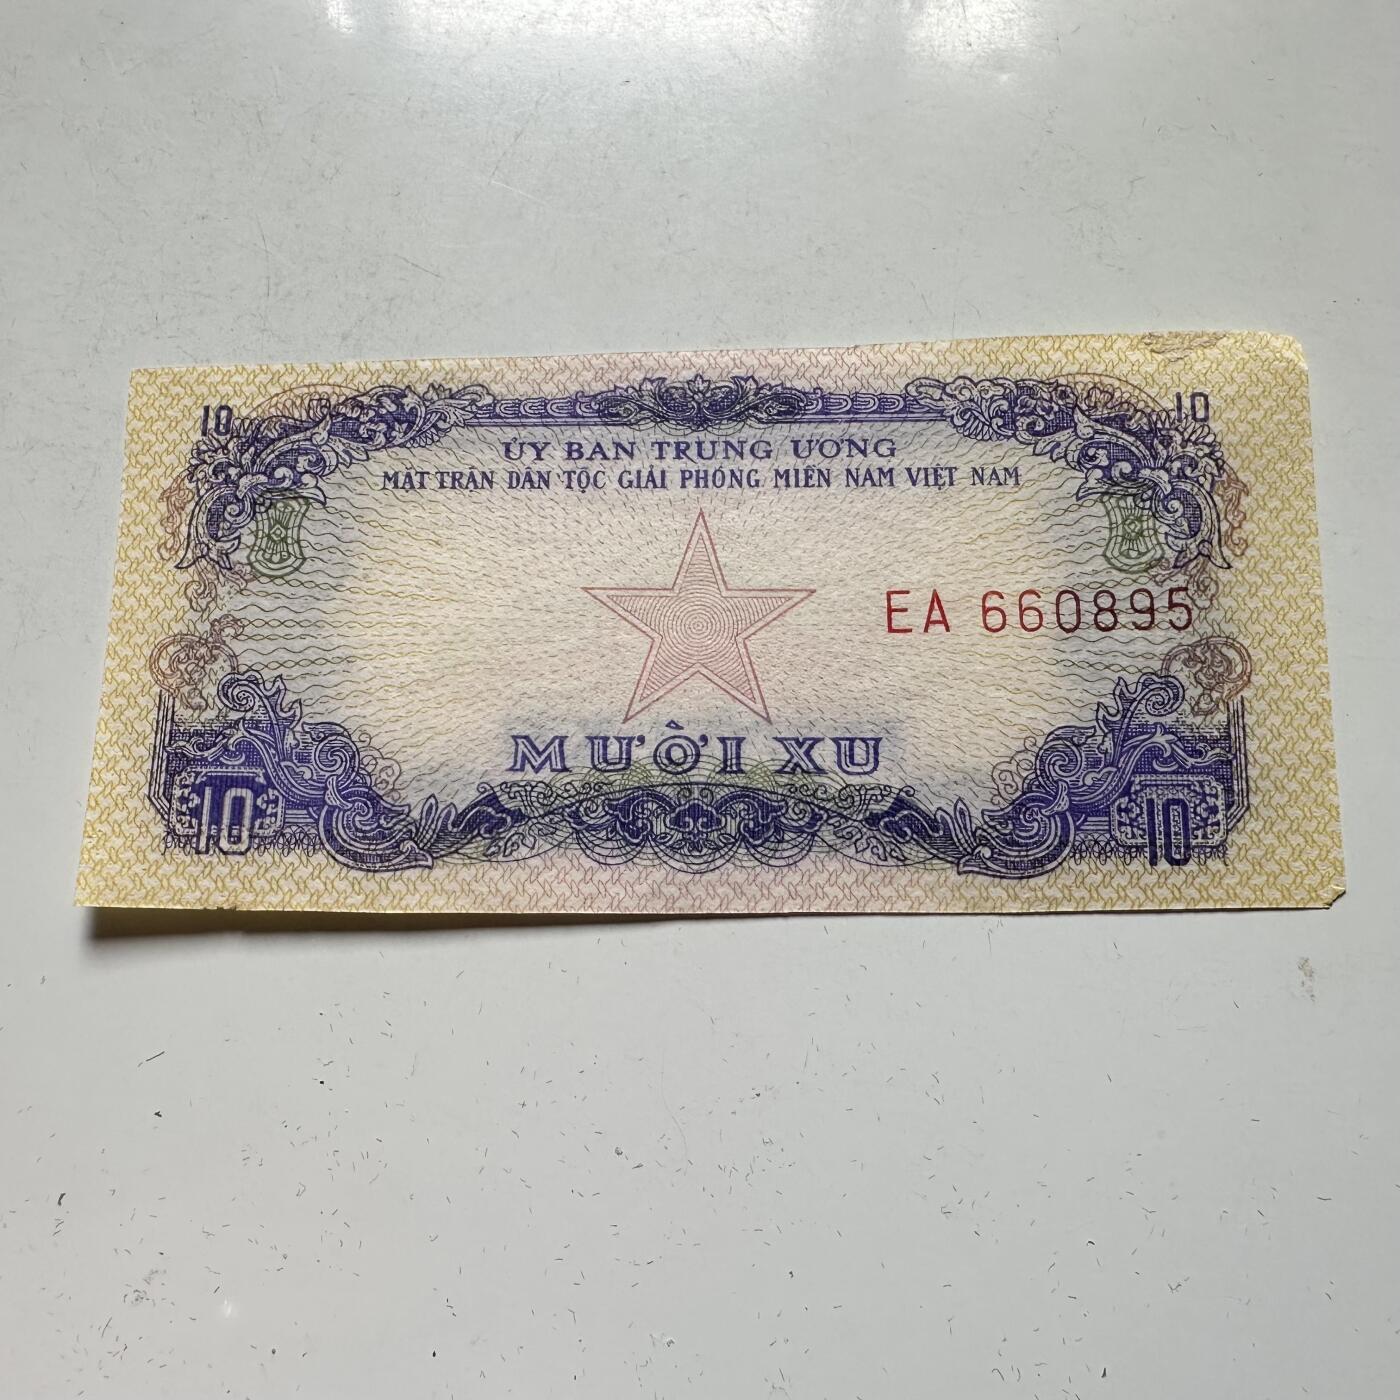 10 10
ỦY BAN TRUNG ƯƠNG
MẶT TRẬN DÂN TỘC GIẢI PHÓNG MIỀN NAM VIỆT NAM
EA 660895
MƯỜI XU
10 10